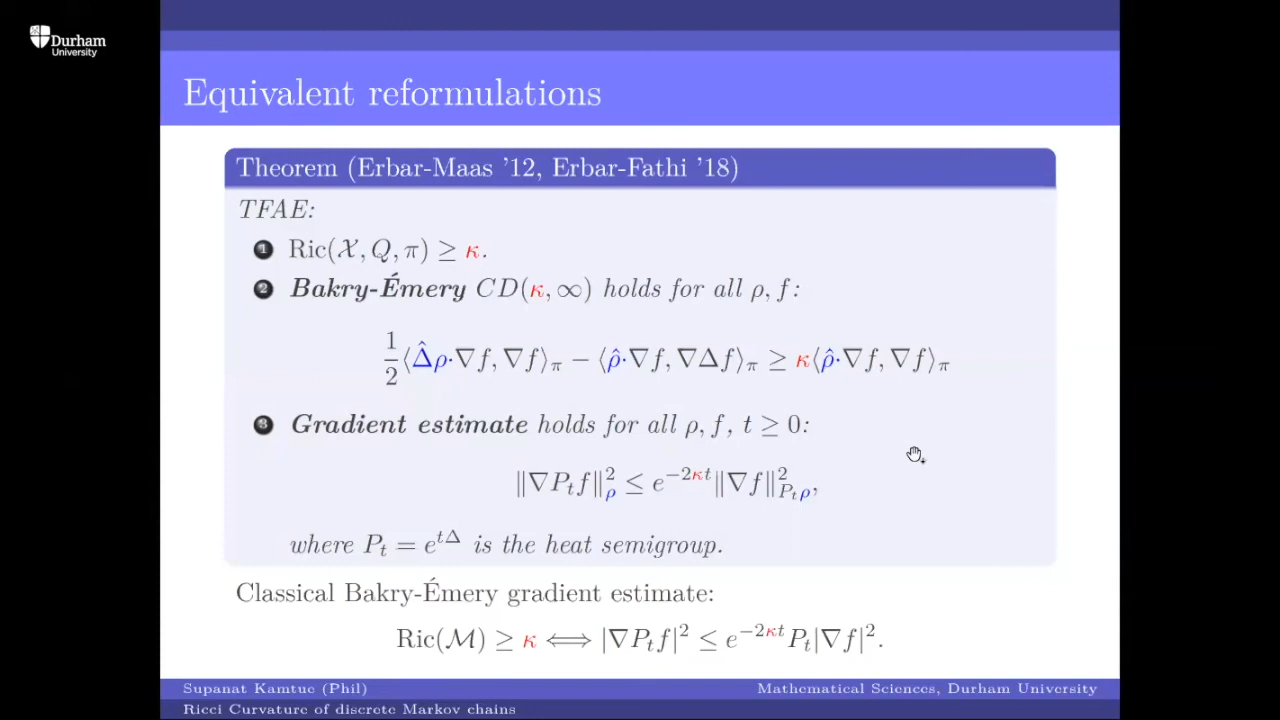 Durham
University
Equivalent reformulations
Theorem (Erbar-Maas '12, Erbar-Fathi '18)
TFAE:
1 Ric(𝒳, Q, π) ≥ κ.
2 Bakry-Émery CD(κ, ∞) holds for all ρ, f:
1/2 ⟨Δ̂ρ·∇f, ∇f⟩_π − ⟨ρ̂·∇f, ∇Δf⟩_π ≥ κ⟨ρ̂·∇f, ∇f⟩_π
3 Gradient estimate holds for all ρ, f, t ≥ 0:
‖∇P_t f‖²_ρ ≤ e^{−2κt}‖∇f‖²_{P_t ρ},
where P_t = e^{tΔ} is the heat semigroup.
Classical Bakry-Émery gradient estimate:
Ric(ℳ) ≥ κ ⟺ |∇P_t f|² ≤ e^{−2κt} P_t|∇f|².
Supanat Kamtue (Phil) Mathematical Sciences, Durham University
Ricci Curvature of discrete Markov chains